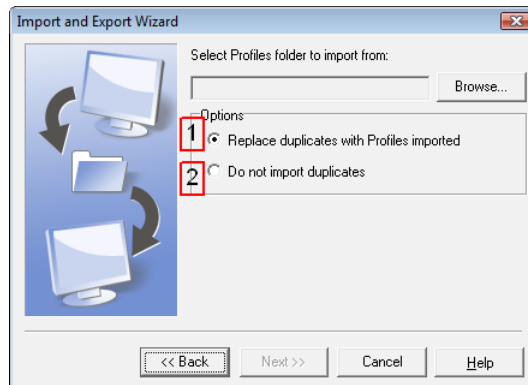 Import and Export Wizard
Select Profiles folder to import from:
Browse...
Options
1 Replace duplicates with Profiles imported
2 Do not import duplicates
<< Back Next >> Cancel Help